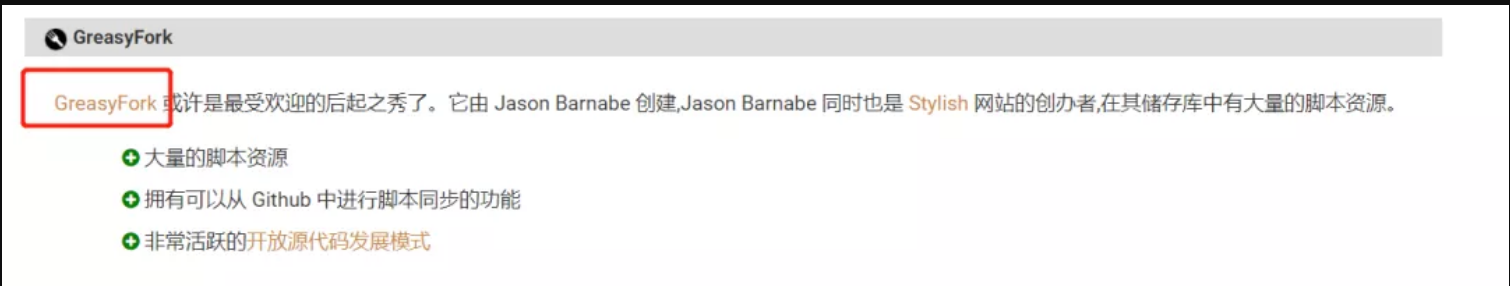 GreasyFork
GreasyFork 或许是最受欢迎的后起之秀了。它由 Jason Barnabe 创建,Jason Barnabe 同时也是 Stylish 网站的创办者,在其储存库中有大量的脚本资源。
大量的脚本资源
拥有可以从 Github 中进行脚本同步的功能
非常活跃的开放源代码发展模式